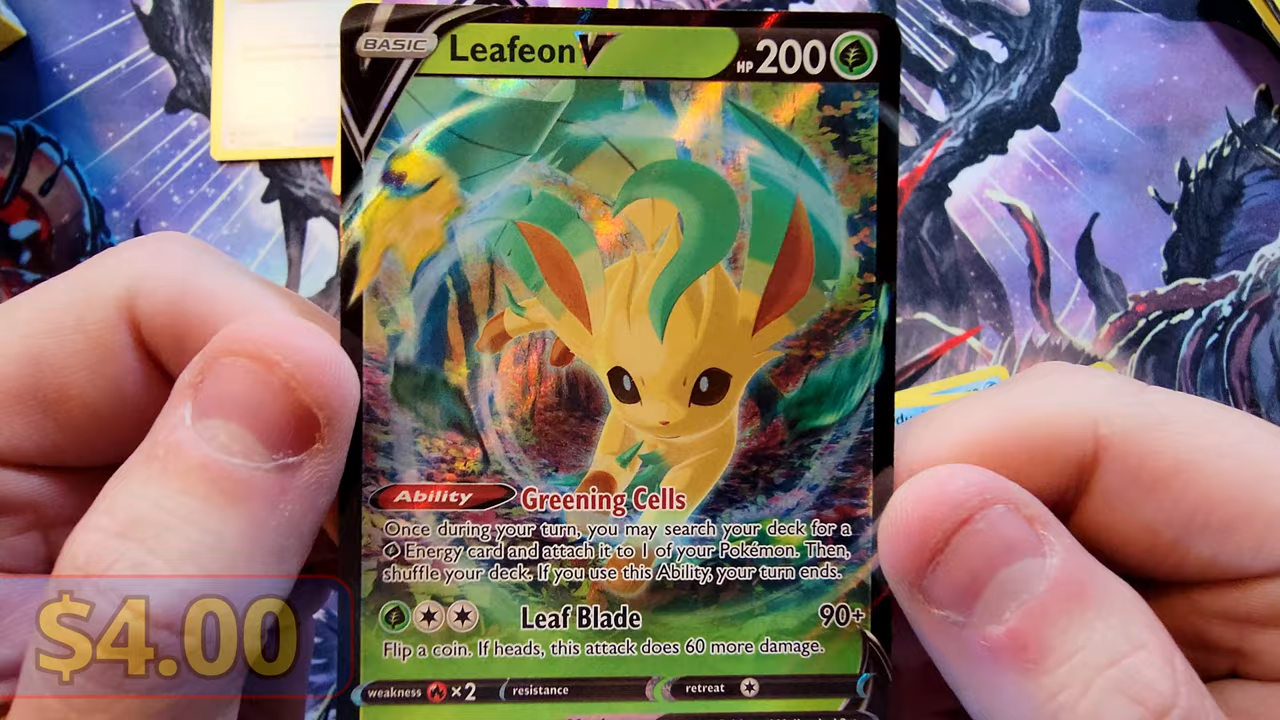 BASIC Leafeon V HP 200
Ability Greening Cells
Once during your turn, you may search your deck for a
Energy card and attach it to 1 of your Pokémon. Then,
shuffle your deck. If you use this Ability, your turn ends.
Leaf Blade 90+
Flip a coin. If heads, this attack does 60 more damage.
$4.00
weakness ×2 resistance retreat